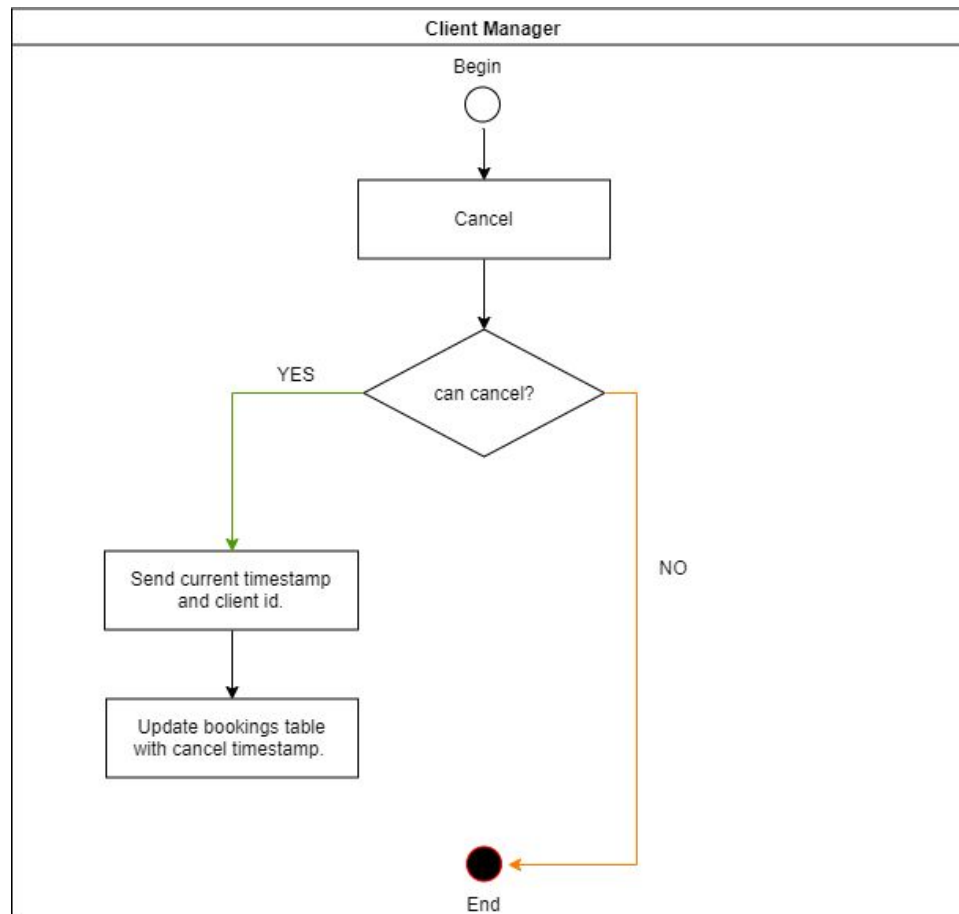 Client Manager
Begin
Cancel
can cancel?
YES
NO
Send current timestamp
and client id.
Update bookings table
with cancel timestamp.
End